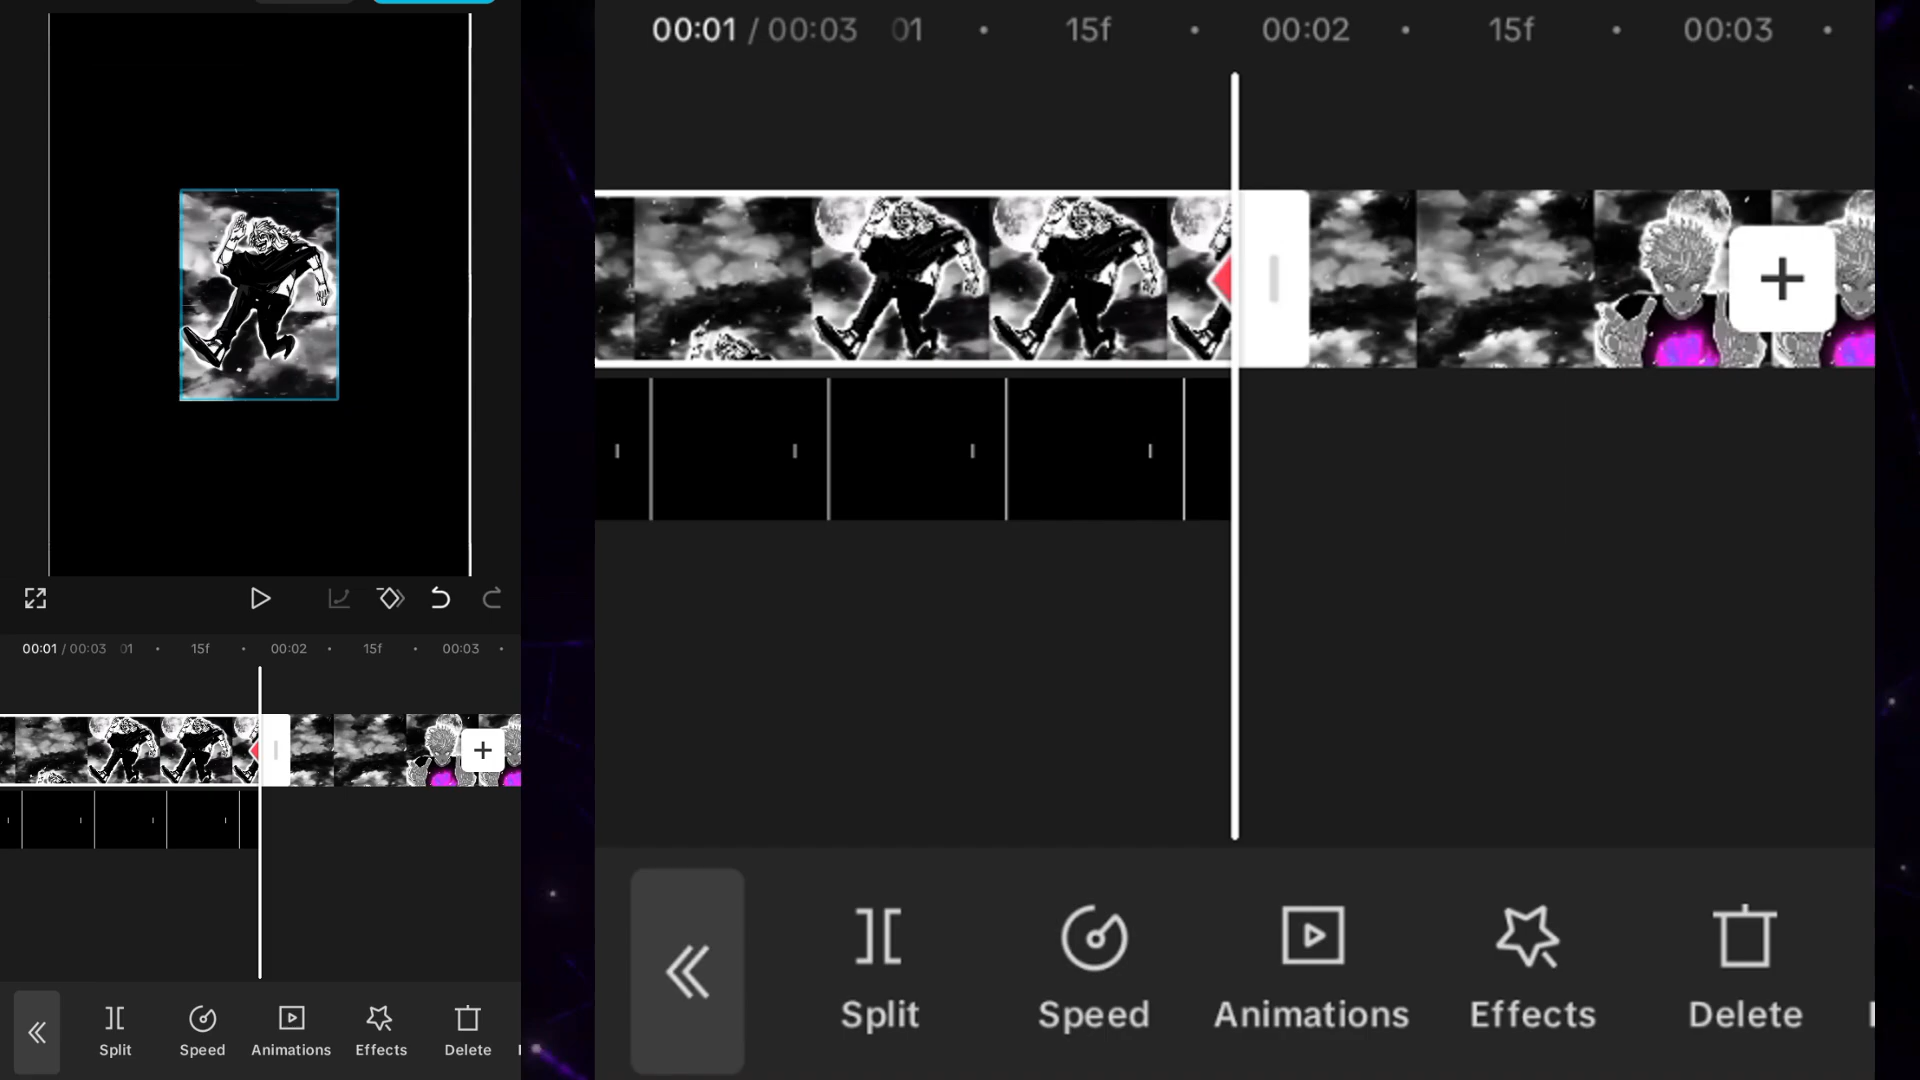 00:01 / 00:03 01 15f 00:02 15f 00:03
Split Speed Animations Effects Delete
00:01 / 00:03 01 15f 00:02 15f 00:03
Split Speed Animations Effects Delete